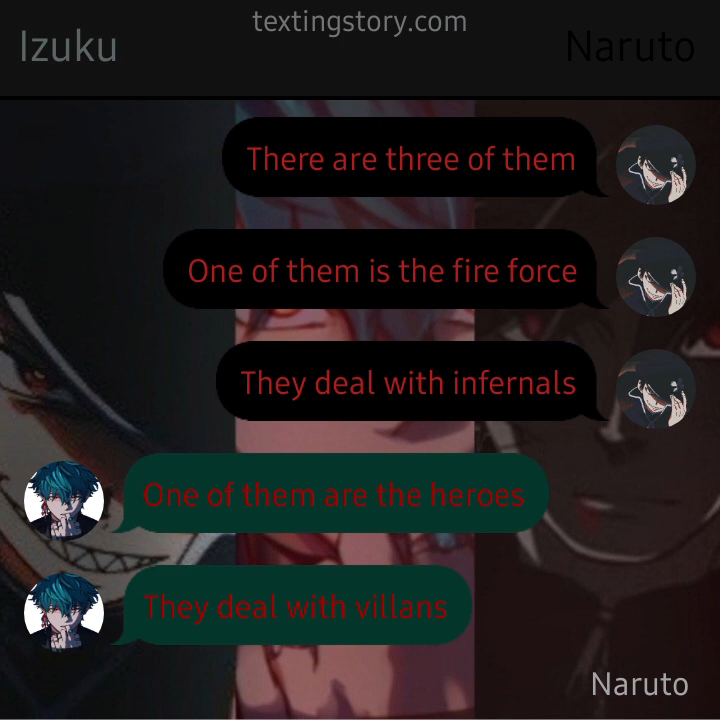 textingstory.com
Izuku
Naruto
There are three of them
One of them is the fire force
They deal with infernals
One of them are the heroes
They deal with villans
Naruto